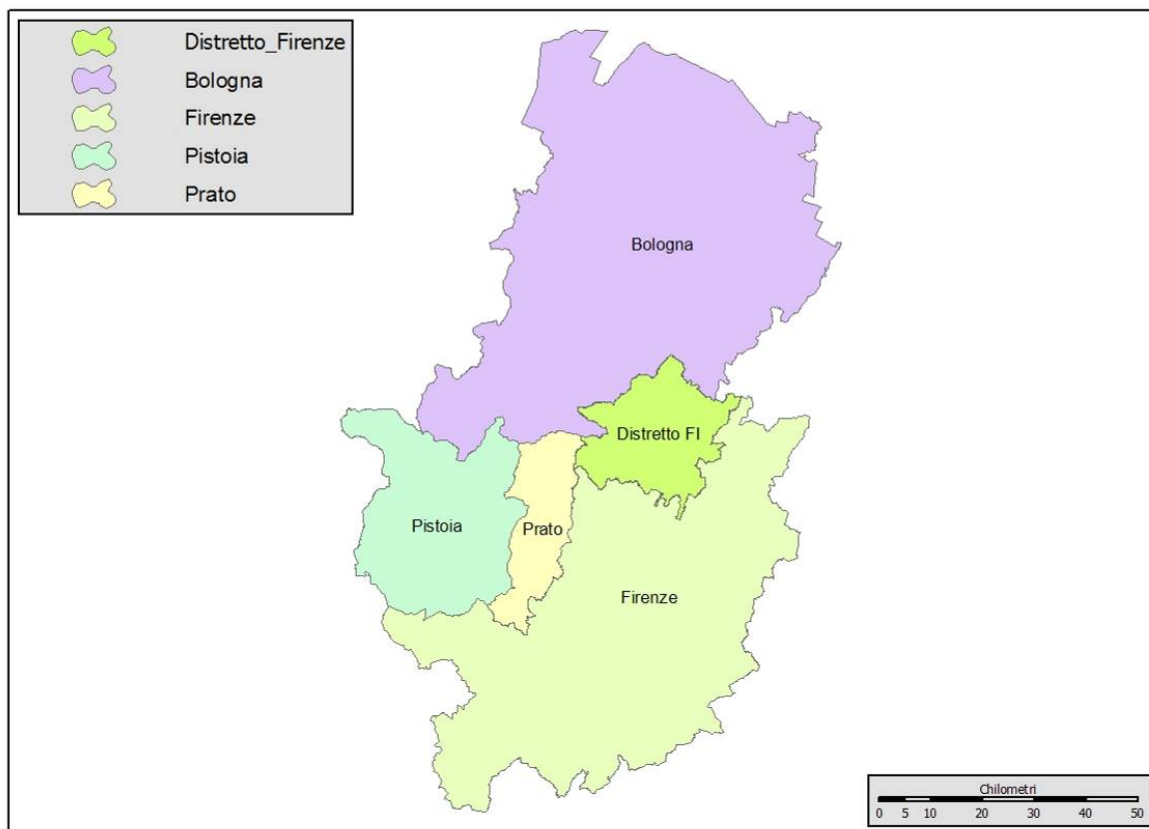 Distretto_Firenze
Bologna
Firenze
Pistoia
Prato
Bologna
Distretto FI
Pistoia
Prato
Firenze
Chilometri
0 5 10 20 30 40 50